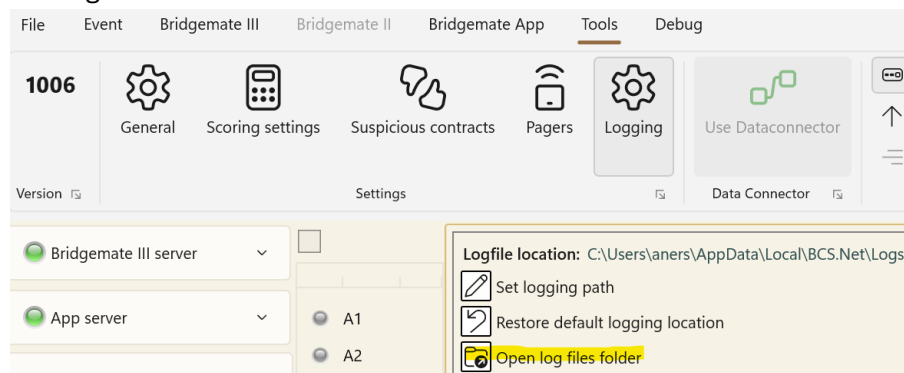 File Event Bridgemate III Bridgemate II Bridgemate App Tools Debug
1006
General Scoring settings Suspicious contracts Pagers Logging Use Dataconnector
Version Settings Data Connector
Bridgemate III server
Logfile location: C:\Users\aners\AppData\Local\BCS.Net\Logs
Set logging path
App server
A1
Restore default logging location
A2
Open log files folder